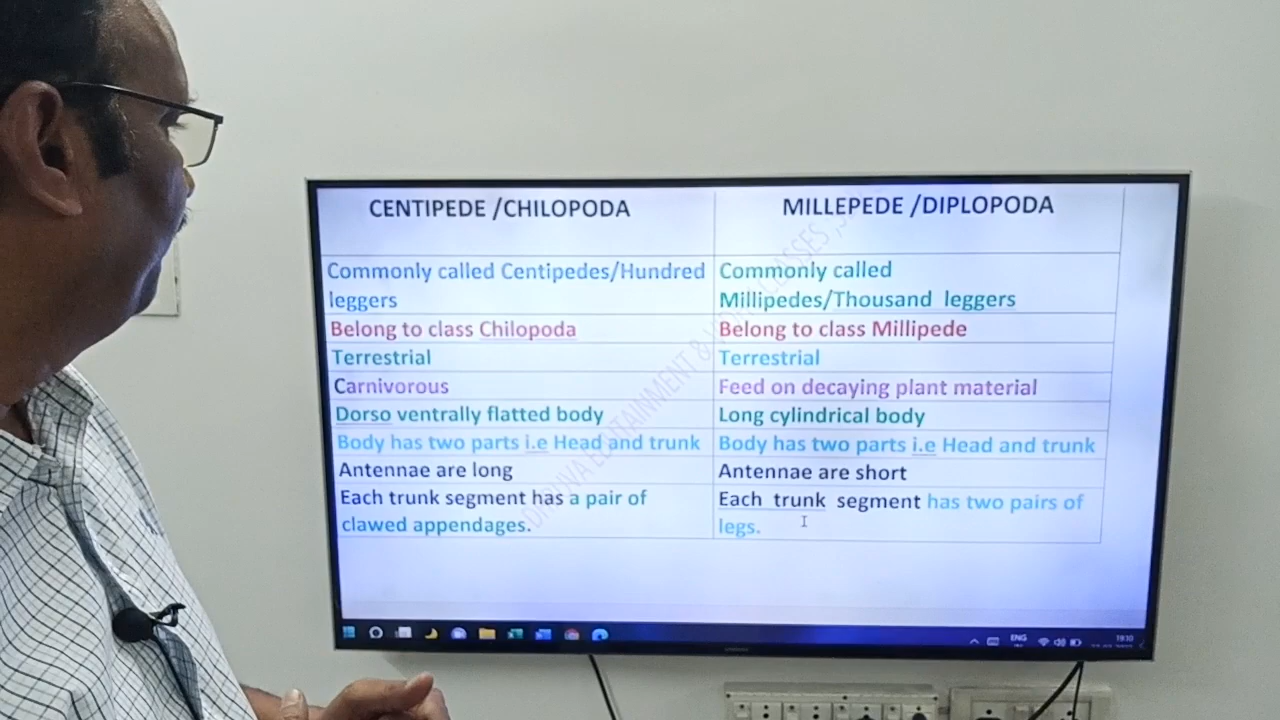 CENTIPEDE /CHILOPODA
MILLEPEDE /DIPLOPODA
Commonly called Centipedes/Hundred
leggers
Commonly called
Millipedes/Thousand leggers
Belong to class Chilopoda
Belong to class Millipede
Terrestrial
Terrestrial
Carnivorous
Feed on decaying plant material
Dorso ventrally flatted body
Long cylindrical body
Body has two parts i.e Head and trunk
Body has two parts i.e Head and trunk
Antennae are long
Antennae are short
Each trunk segment has a pair of
clawed appendages.
Each trunk segment has two pairs of
legs.
ENG
19:10